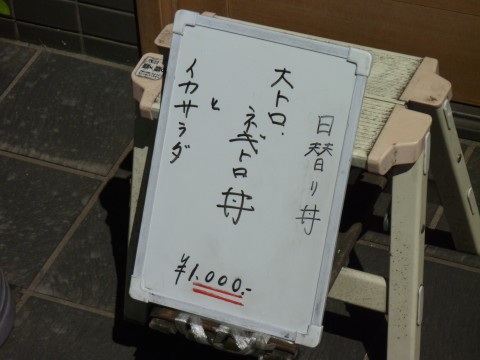 日替り丼
大トロ・
ネギトロ丼
と
イカサラダ
¥1.000.-